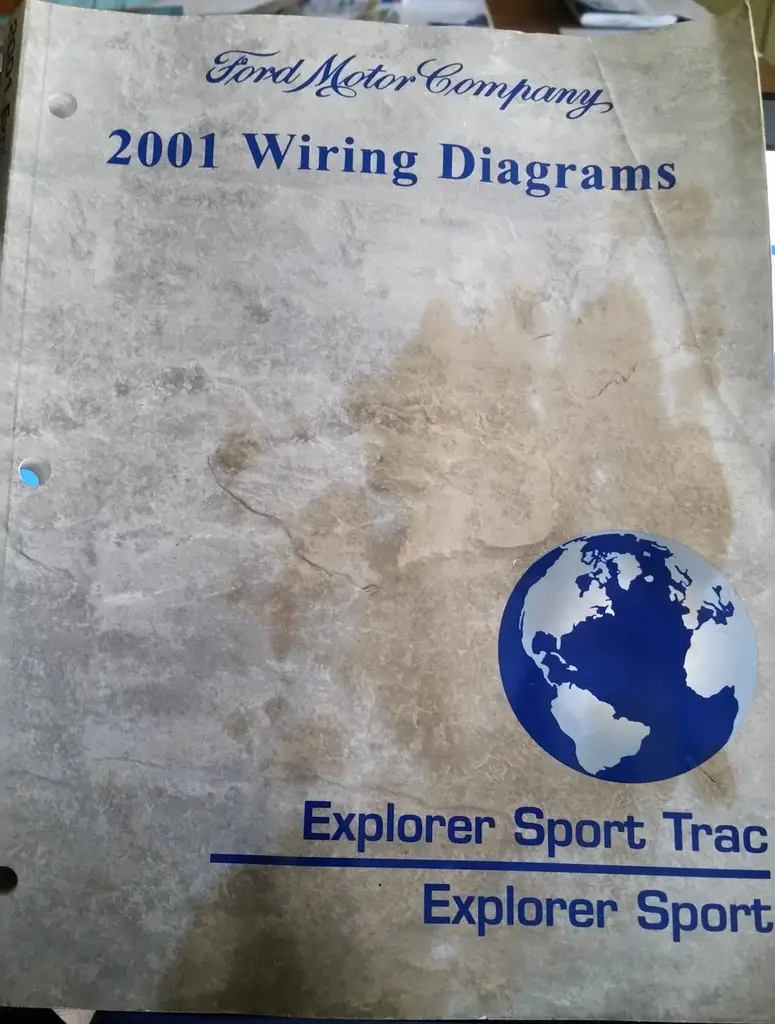 Ford Motor Company
2001 Wiring Diagrams
Explorer Sport Trac
Explorer Sport